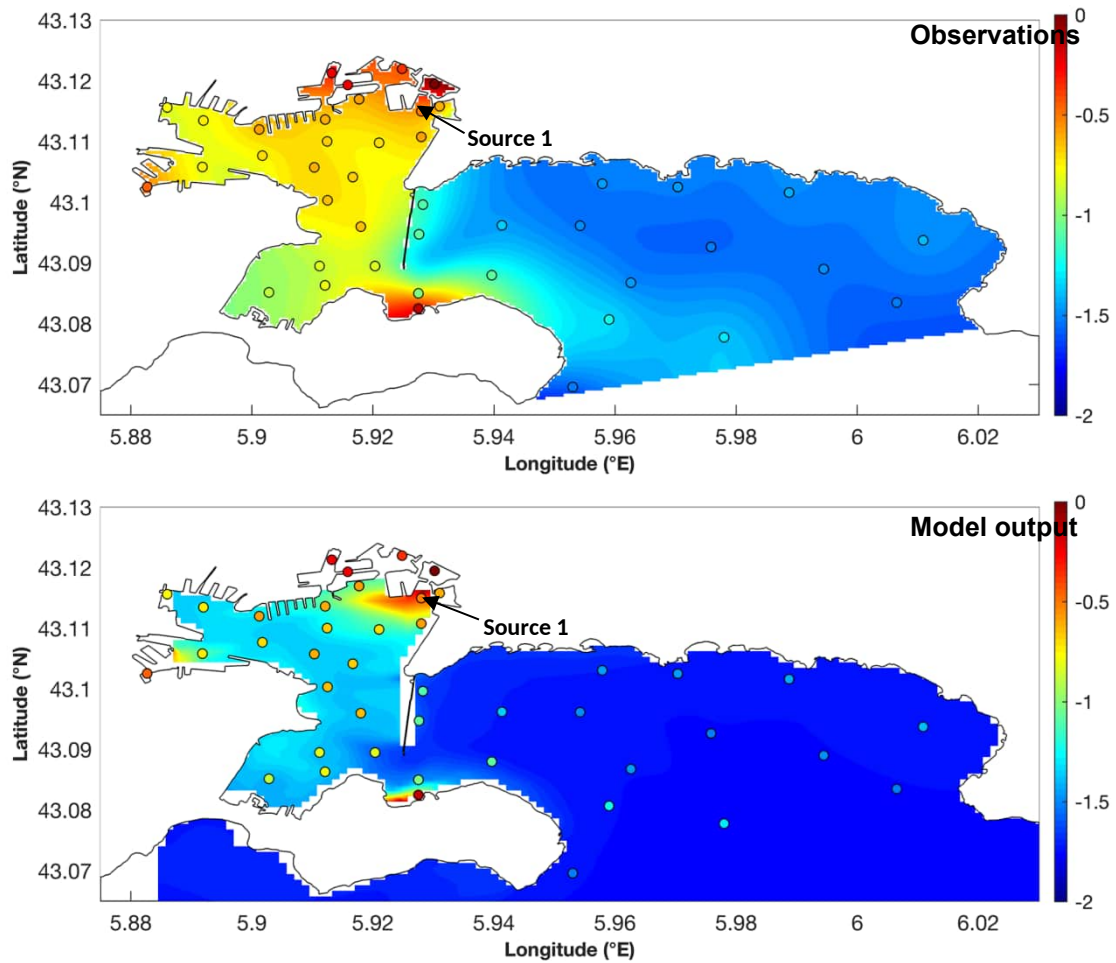 Observations
43.13
43.12
43.11
43.1
43.09
43.08
43.07
Latitude (°N)
Source 1
5.88 5.9 5.92 5.94 5.96 5.98 6 6.02
Longitude (°E)
0
-0.5
-1
-1.5
-2
Model output
43.13
43.12
43.11
43.1
43.09
43.08
43.07
Latitude (°N)
Source 1
5.88 5.9 5.92 5.94 5.96 5.98 6 6.02
Longitude (°E)
0
-0.5
-1
-1.5
-2